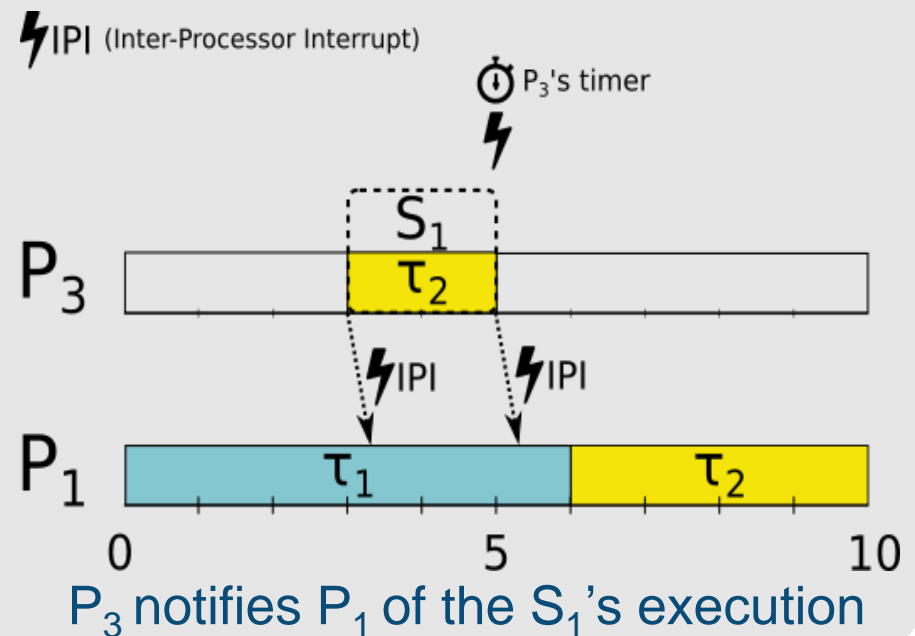 IPI (Inter-Processor Interrupt)
P₃'s timer
S₁
P₃
τ₂
IPI
IPI
P₁
τ₁
τ₂
0
5
10
P₃ notifies P₁ of the S₁’s execution